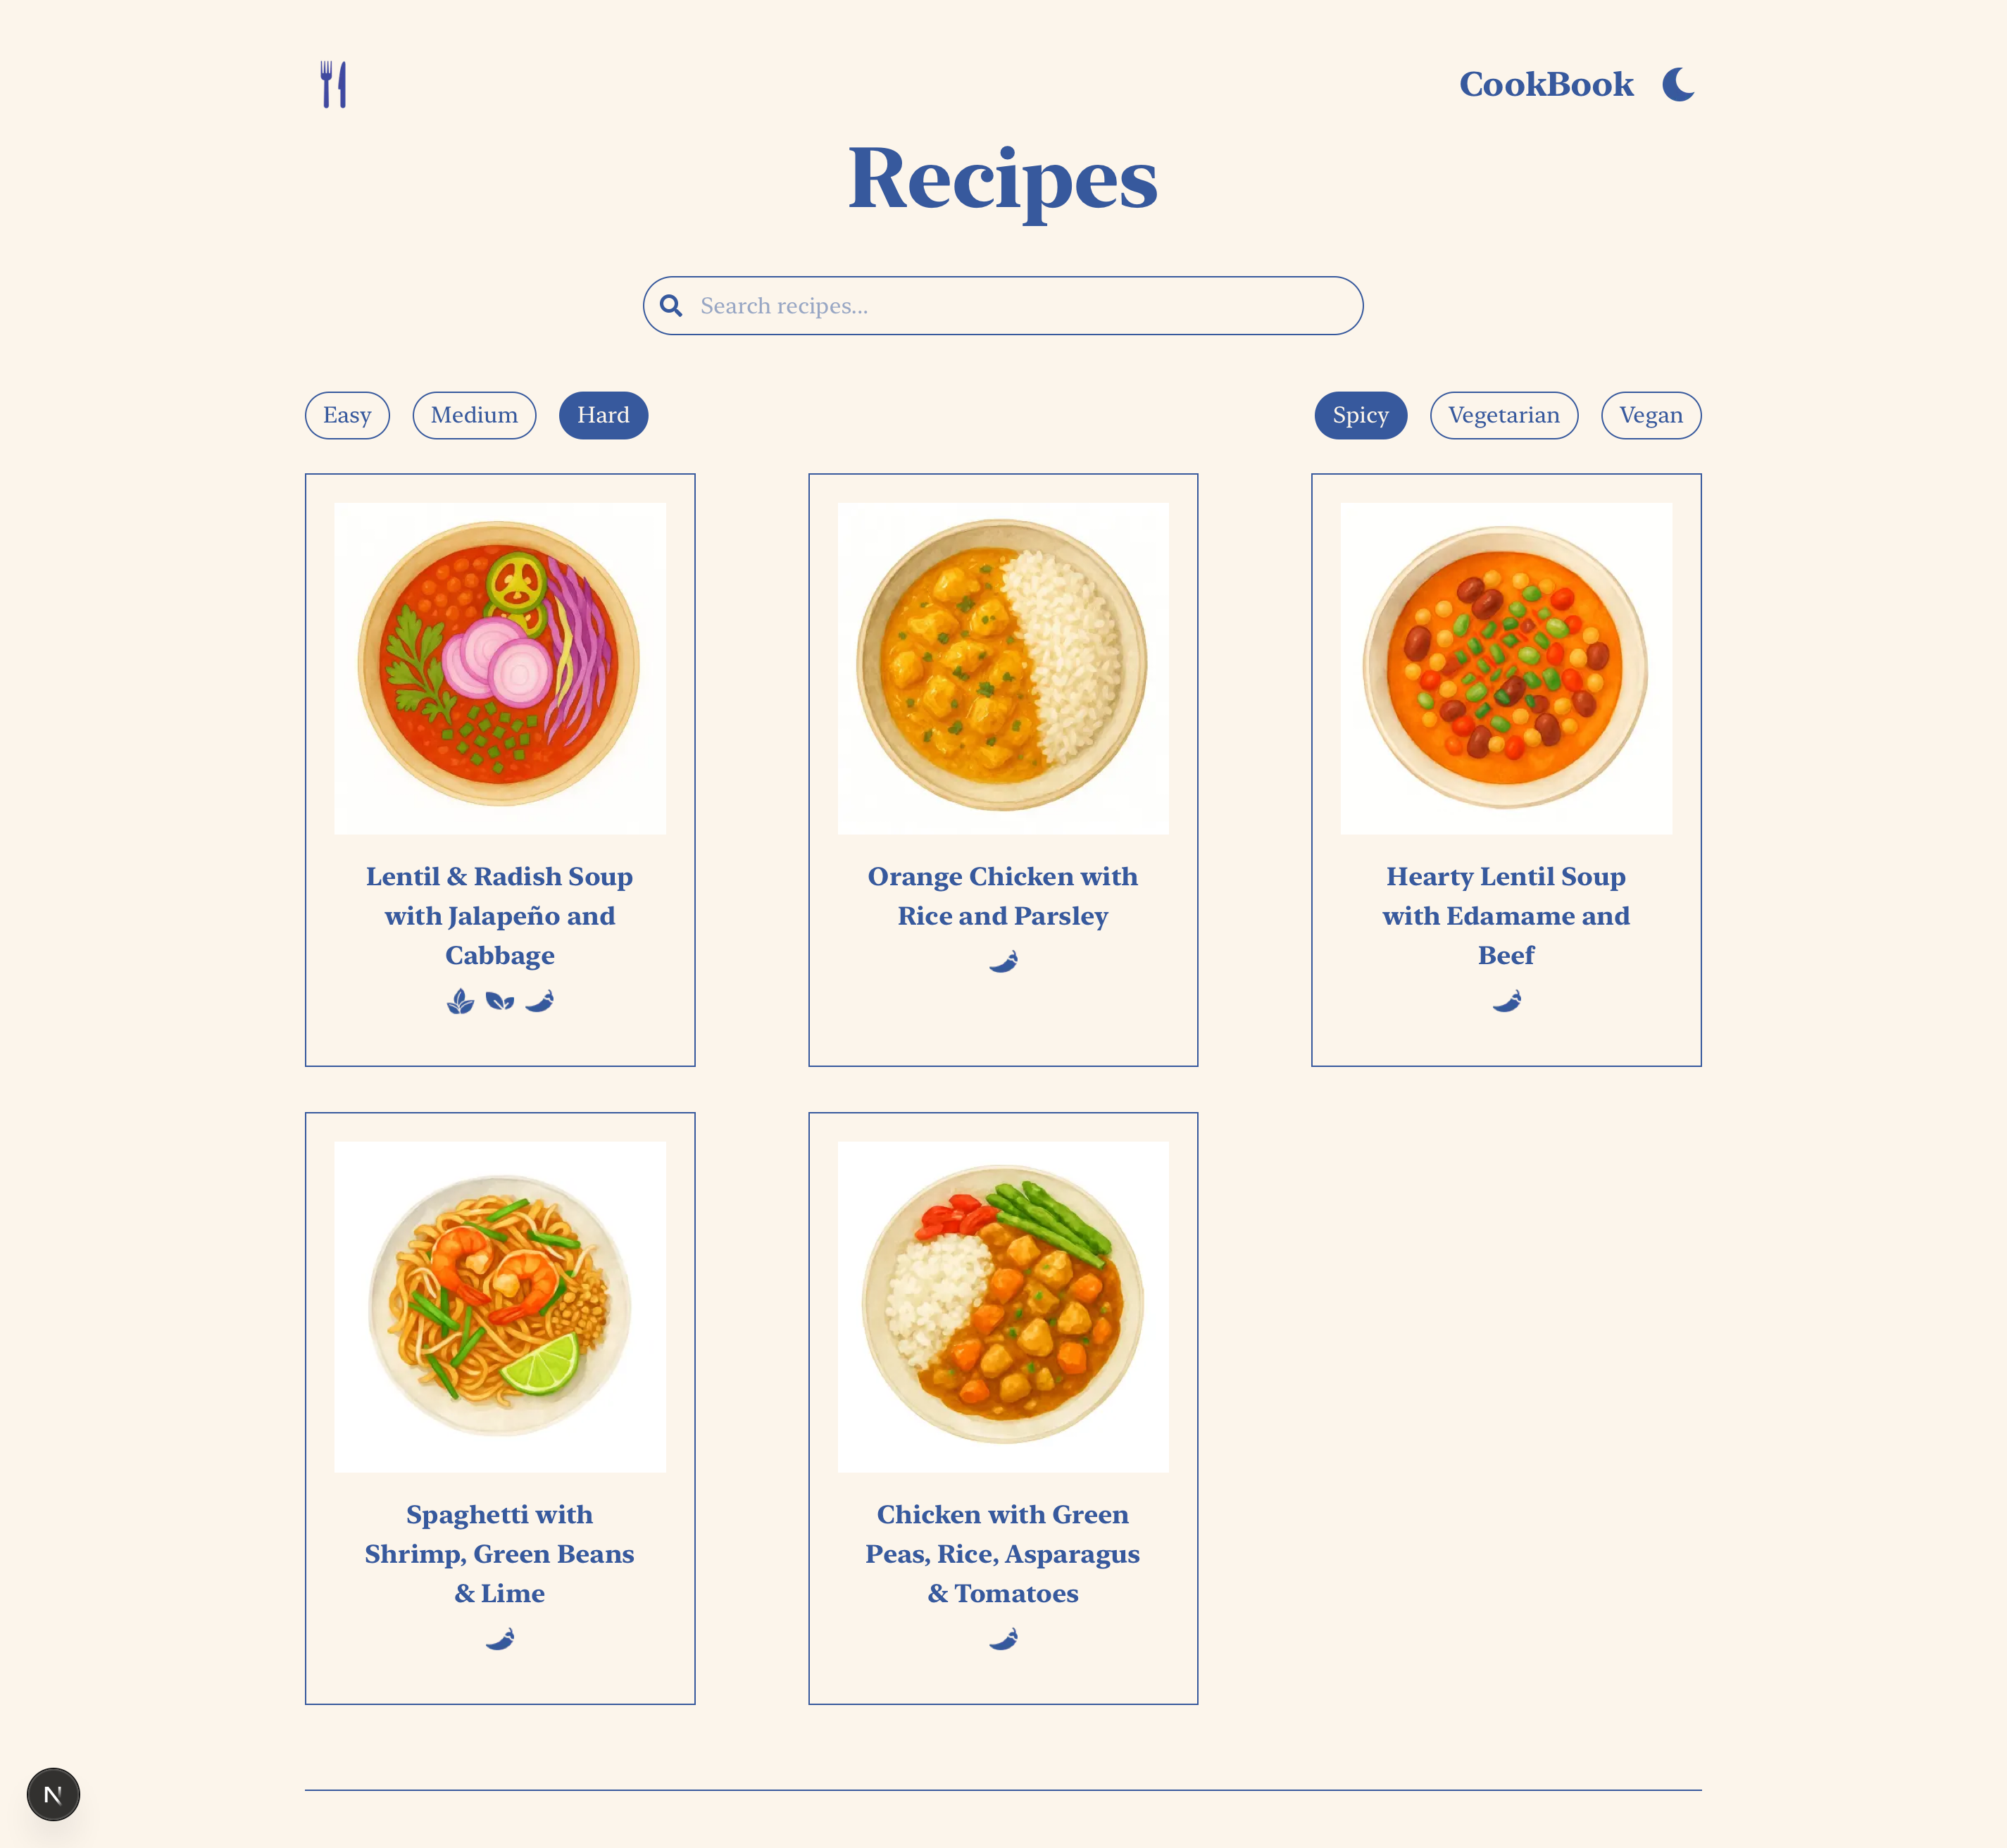 CookBook
Recipes
Search recipes...
Easy
Medium
Hard
Spicy
Vegetarian
Vegan
Lentil & Radish Soup
with Jalapeño and
Cabbage
Orange Chicken with
Rice and Parsley
Hearty Lentil Soup
with Edamame and
Beef
Spaghetti with
Shrimp, Green Beans
& Lime
Chicken with Green
Peas, Rice, Asparagus
& Tomatoes
N